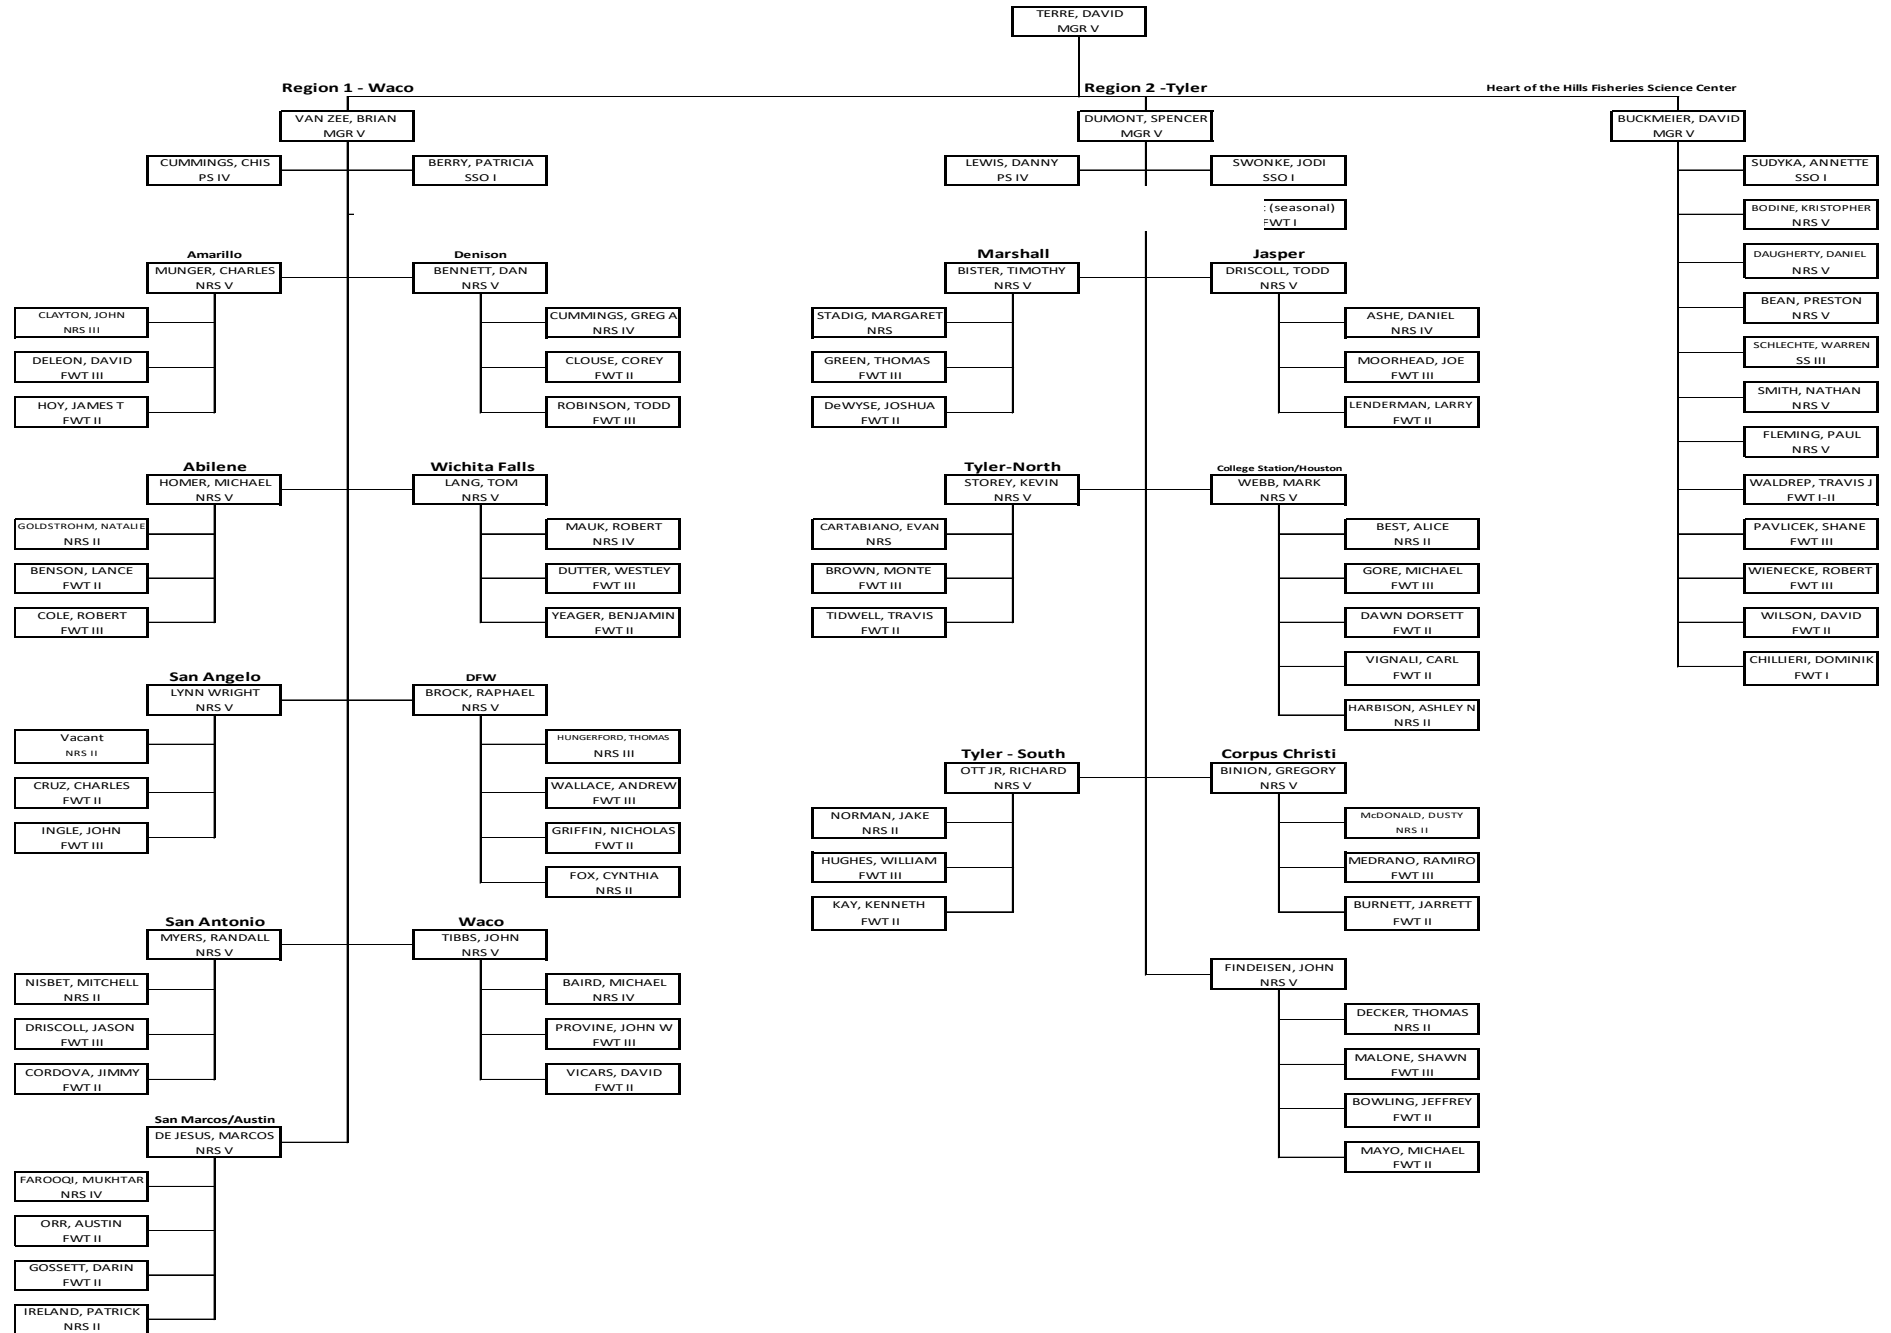 TERRE, DAVID
MGR V
Region 1 - Waco
VAN ZEE, BRIAN
MGR V
CUMMINGS, CHIS
PS IV
BERRY, PATRICIA
SSO I
Amarillo
MUNGER, CHARLES
NRS V
CLAYTON, JOHN
NRS III
DELEON, DAVID
FWT III
HOY, JAMES T
FWT II
Denison
BENNETT, DAN
NRS V
CUMMINGS, GREG A
NRS IV
CLOUSE, COREY
FWT II
ROBINSON, TODD
FWT III
Abilene
HOMER, MICHAEL
NRS V
GOLDSTROHM, NATALIE
NRS II
BENSON, LANCE
FWT II
COLE, ROBERT
FWT III
Wichita Falls
LANG, TOM
NRS V
MAUK, ROBERT
NRS IV
DUTTER, WESTLEY
FWT III
YEAGER, BENJAMIN
FWT II
San Angelo
LYNN WRIGHT
NRS V
Vacant
NRS II
CRUZ, CHARLES
FWT II
INGLE, JOHN
FWT III
DFW
BROCK, RAPHAEL
NRS V
HUNGERFORD, THOMAS
NRS III
WALLACE, ANDREW
FWT III
GRIFFIN, NICHOLAS
FWT II
FOX, CYNTHIA
NRS II
San Antonio
MYERS, RANDALL
NRS V
NISBET, MITCHELL
NRS II
DRISCOLL, JASON
FWT III
CORDOVA, JIMMY
FWT II
Waco
TIBBS, JOHN
NRS V
BAIRD, MICHAEL
NRS IV
PROVINE, JOHN W
FWT III
VICARS, DAVID
FWT II
San Marcos/Austin
DE JESUS, MARCOS
NRS V
FAROOQI, MUKHTAR
NRS IV
ORR, AUSTIN
FWT II
GOSSETT, DARIN
FWT II
IRELAND, PATRICK
NRS II
Region 2 -Tyler
DUMONT, SPENCER
MGR V
LEWIS, DANNY
PS IV
SWONKE, JODI
SSO I
(seasonal)
FWT I
Marshall
BISTER, TIMOTHY
NRS V
STADIG, MARGARET
NRS
GREEN, THOMAS
FWT III
DeWYSE, JOSHUA
FWT II
Jasper
DRISCOLL, TODD
NRS V
ASHE, DANIEL
NRS IV
MOORHEAD, JOE
FWT III
LENDERMAN, LARRY
FWT II
Tyler-North
STOREY, KEVIN
NRS V
CARTABIANO, EVAN
NRS
BROWN, MONTE
FWT III
TIDWELL, TRAVIS
FWT II
College Station/Houston
WEBB, MARK
NRS V
BEST, ALICE
NRS II
GORE, MICHAEL
FWT III
DAWN DORSETT
FWT II
VIGNALI, CARL
FWT II
HARBISON, ASHLEY N
NRS II
Tyler - South
OTT JR, RICHARD
NRS V
NORMAN, JAKE
NRS II
HUGHES, WILLIAM
FWT III
KAY, KENNETH
FWT II
Corpus Christi
BINION, GREGORY
NRS V
McDONALD, DUSTY
NRS II
MEDRANO, RAMIRO
FWT III
BURNETT, JARRETT
FWT II
FINDEISEN, JOHN
NRS V
DECKER, THOMAS
NRS II
MALONE, SHAWN
FWT III
BOWLING, JEFFREY
FWT II
MAYO, MICHAEL
FWT II
Heart of the Hills Fisheries Science Center
BUCKMEIER, DAVID
MGR V
SUDYKA, ANNETTE
SSO I
BODINE, KRISTOPHER
NRS V
DAUGHERTY, DANIEL
NRS V
BEAN, PRESTON
NRS V
SCHLECHTE, WARREN
SS III
SMITH, NATHAN
NRS V
FLEMING, PAUL
NRS V
WALDREP, TRAVIS J
FWT I-II
PAVLICEK, SHANE
FWT III
WIENECKE, ROBERT
FWT III
WILSON, DAVID
FWT II
CHILLIERI, DOMINIK
FWT I